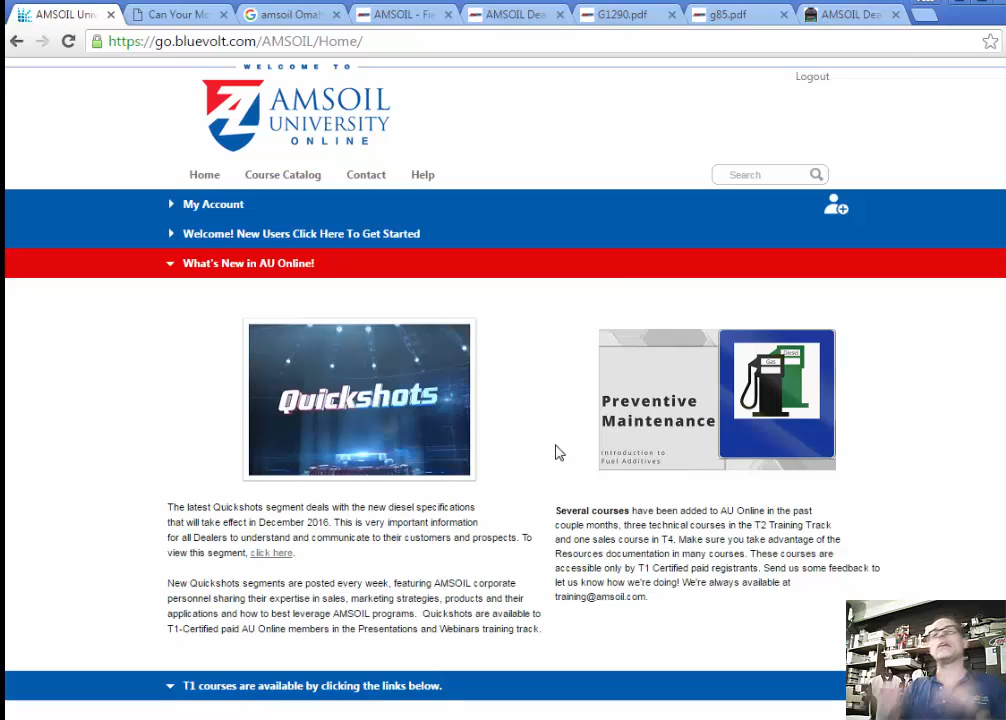 AMSOIL Univ
Can Your Mo
amsoil Omah
AMSOIL - Fie
AMSOIL Dea
G1290.pdf
g85.pdf
AMSOIL Dea
https://go.bluevolt.com/AMSOIL/Home/
WELCOME TO
Logout
AMSOIL
UNIVERSITY
ONLINE
Home
Course Catalog
Contact
Help
Search
My Account
Welcome! New Users Click Here To Get Started
What's New in AU Online!
Quickshots
Gas
Diesel
Preventive
Maintenance
Introduction to
Fuel Additives
The latest Quickshots segment deals with the new diesel specifications
that will take effect in December 2016. This is very important information
for all Dealers to understand and communicate to their customers and prospects. To
view this segment, click here.
New Quickshots segments are posted every week, featuring AMSOIL corporate
personnel sharing their expertise in sales, marketing strategies, products and their
applications and how to best leverage AMSOIL programs. Quickshots are available to
T1-Certified paid AU Online members in the Presentations and Webinars training track.
Several courses have been added to AU Online in the past
couple months, three technical courses in the T2 Training Track
and one sales course in T4. Make sure you take advantage of the
Resources documentation in many courses. These courses are
accessible only by T1 Certified paid registrants. Send us some feedback to
let us know how we're doing! We're always available at
training@amsoil.com.
T1 courses are available by clicking the links below.